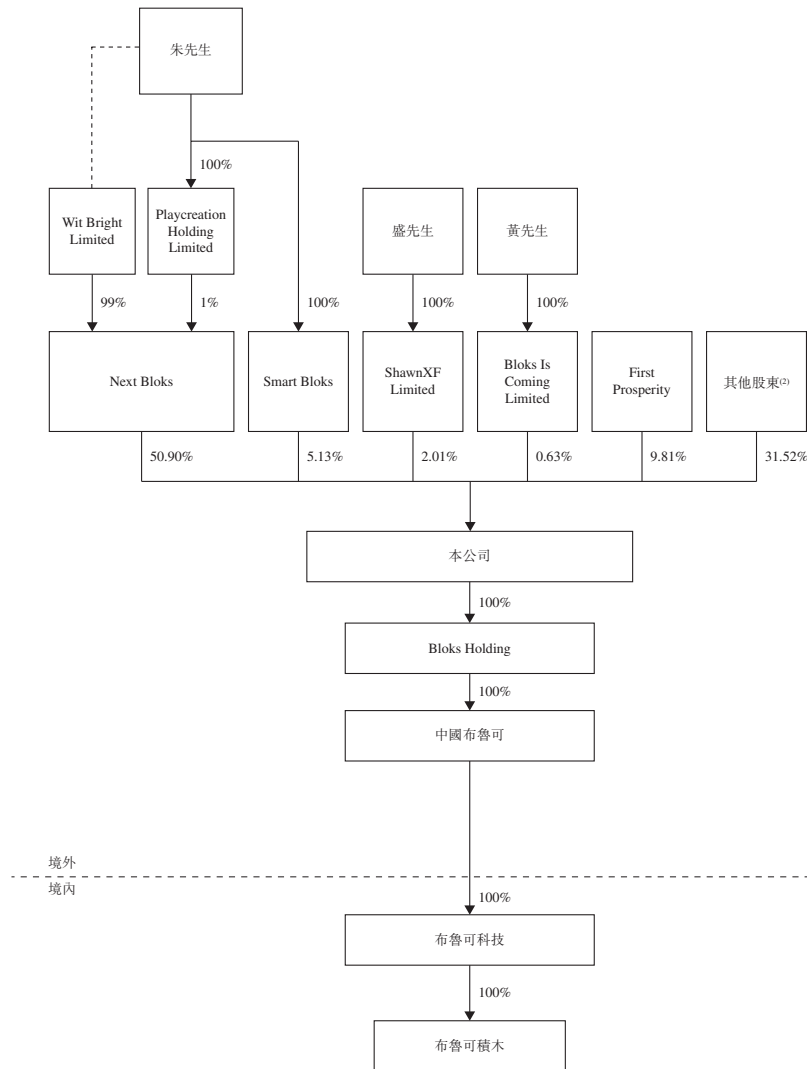 朱先生
100%
Wit Bright
Limited
Playcreation
Holding
Limited
盛先生
黃先生
99%
1%
100%
100%
100%
Next Bloks
Smart Bloks
ShawnXF
Limited
Bloks Is
Coming
Limited
First
Prosperity
其他股東(2)
50.90%
5.13%
2.01%
0.63%
9.81%
31.52%
本公司
100%
Bloks Holding
100%
中國布魯可
境外
境內
100%
布魯可科技
100%
布魯可積木